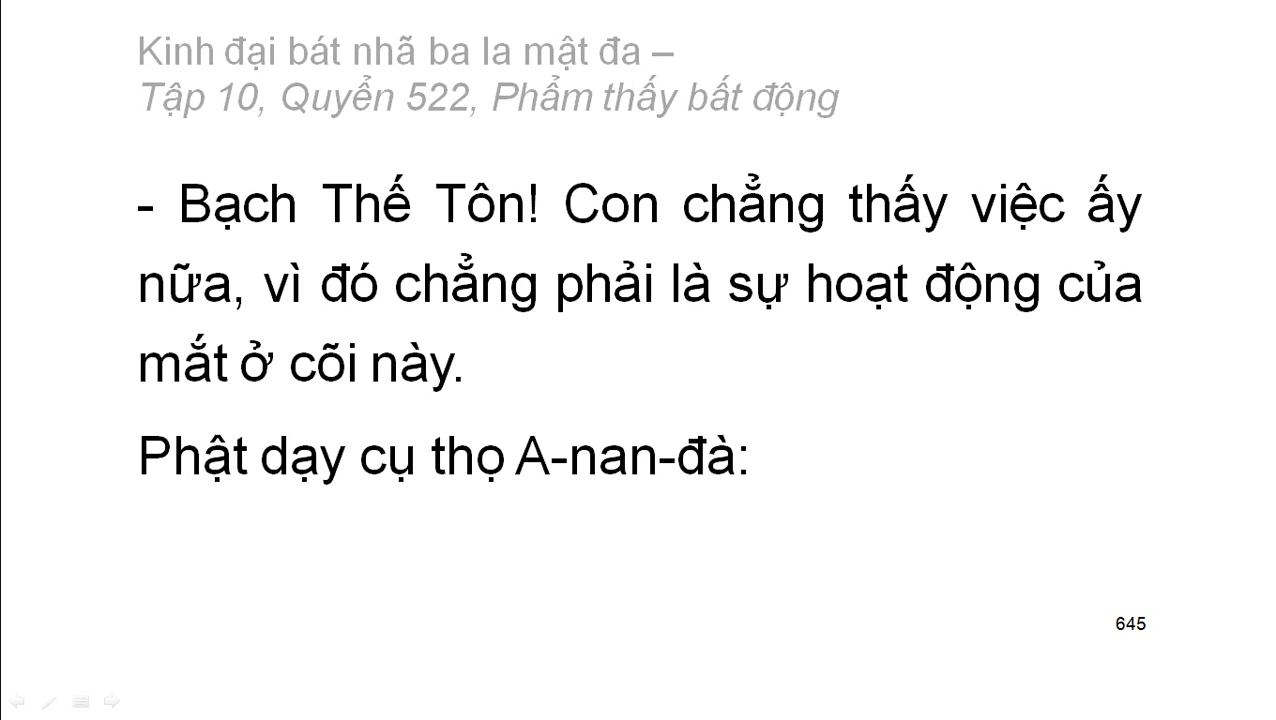 Kinh đại bát nhã ba la mật đa –
Tập 10, Quyển 522, Phẩm thấy bất động
- Bạch Thế Tôn! Con chẳng thấy việc ấy
nữa, vì đó chẳng phải là sự hoạt động của
mắt ở cõi này.
Phật dạy cụ thọ A-nan-đà:
645